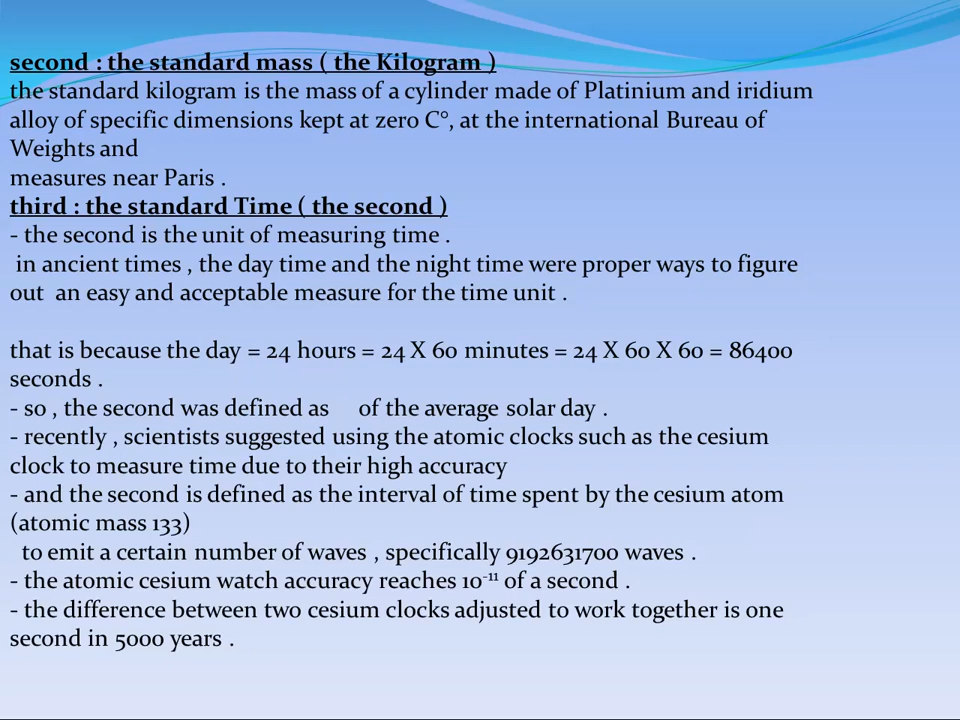 second : the standard mass ( the Kilogram )
the standard kilogram is the mass of a cylinder made of Platinium and iridium
alloy of specific dimensions kept at zero C°, at the international Bureau of
Weights and
measures near Paris .
third : the standard Time ( the second )
- the second is the unit of measuring time .
in ancient times , the day time and the night time were proper ways to figure
out an easy and acceptable measure for the time unit .
that is because the day = 24 hours = 24 X 60 minutes = 24 X 60 X 60 = 86400
seconds .
- so , the second was defined as of the average solar day .
- recently , scientists suggested using the atomic clocks such as the cesium
clock to measure time due to their high accuracy
- and the second is defined as the interval of time spent by the cesium atom
(atomic mass 133)
to emit a certain number of waves , specifically 9192631700 waves .
- the atomic cesium watch accuracy reaches 10⁻¹¹ of a second .
- the difference between two cesium clocks adjusted to work together is one
second in 5000 years .